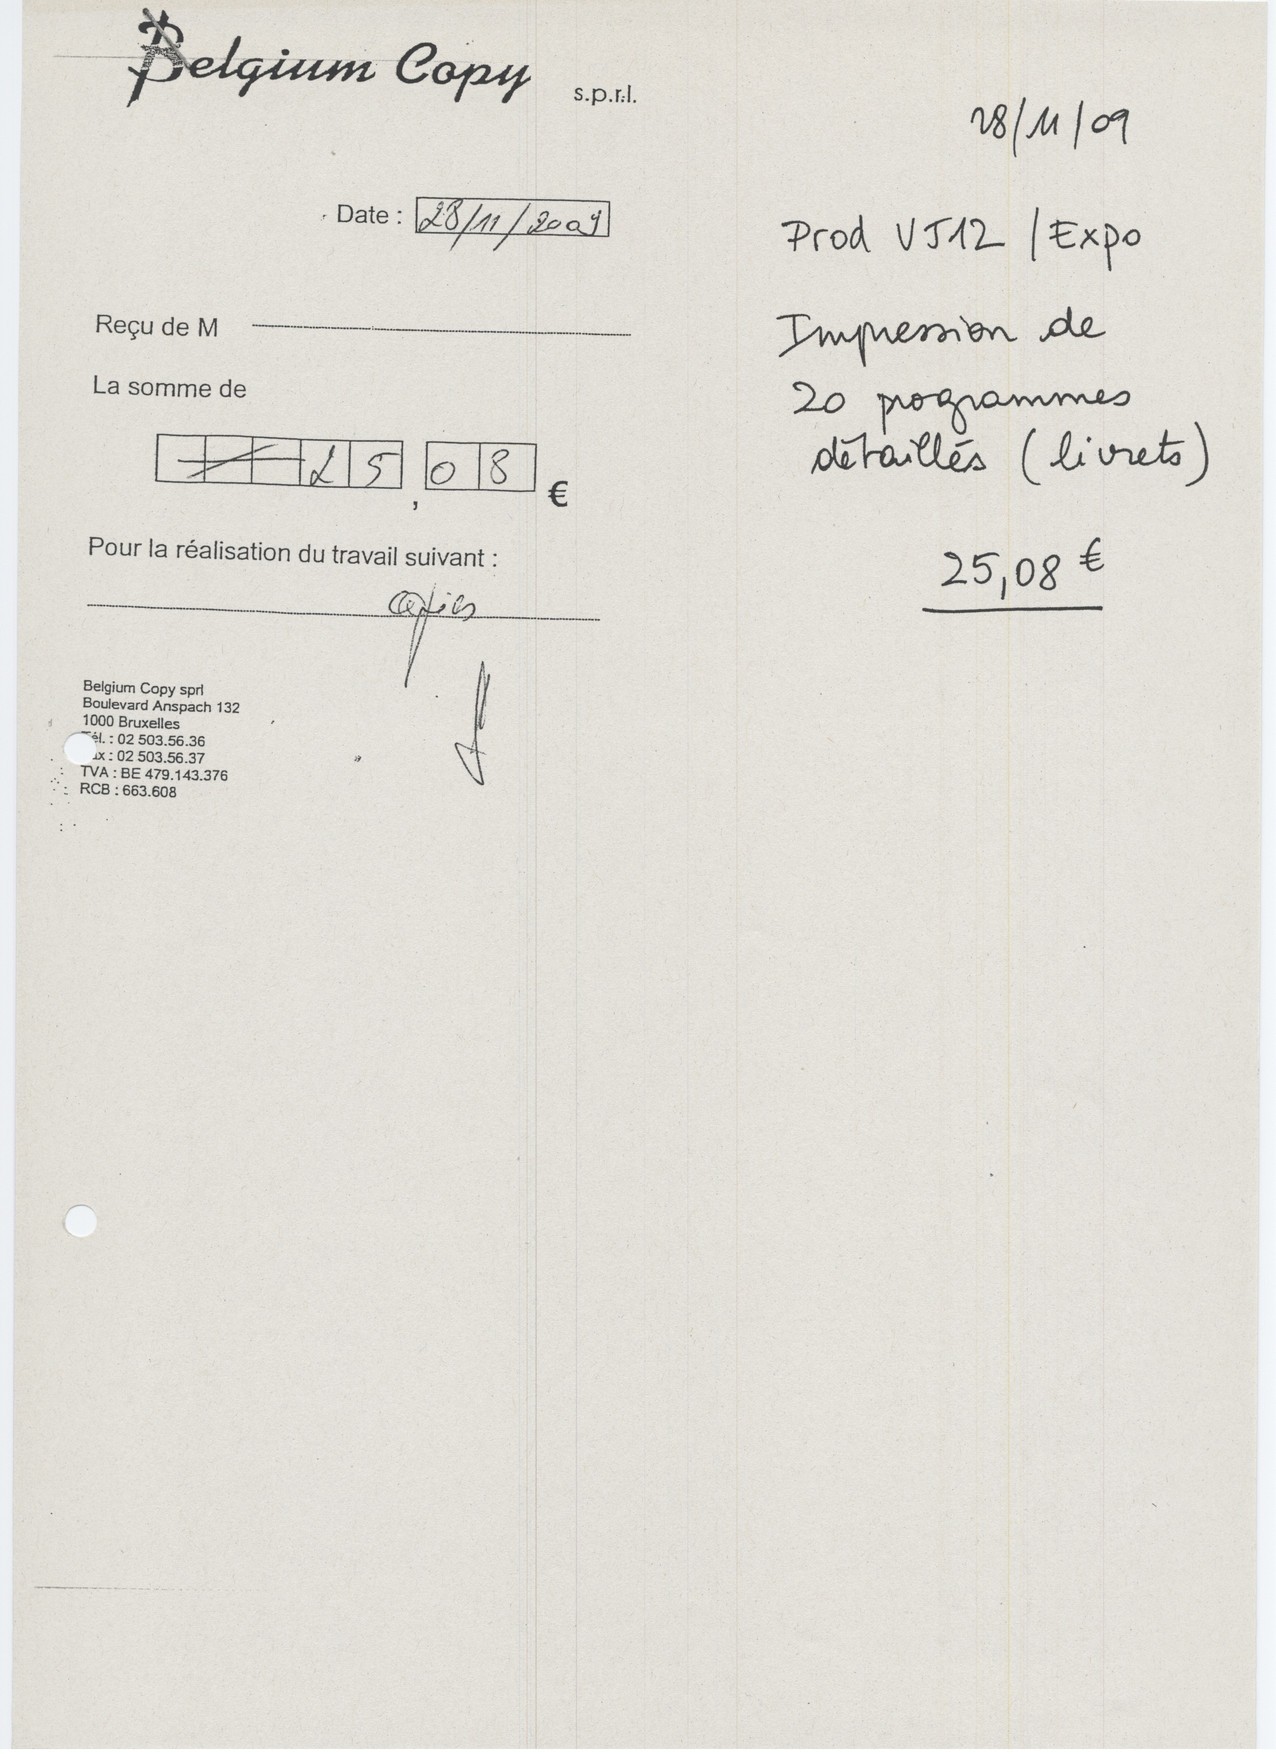 Belgium Copy s.p.r.l.
Date : 28/11/2009
Reçu de M
La somme de
25,08 €
Pour la réalisation du travail suivant :
copies
Belgium Copy sprl
Boulevard Anspach 132
1000 Bruxelles
Tél. : 02 503.56.36
Fax : 02 503.56.37
TVA : BE 479.143.376
RCB : 663.608
28/11/09
Prod VJ12 / Expo
Impression de
20 programmes
détaillés (livrets)
25,08 €